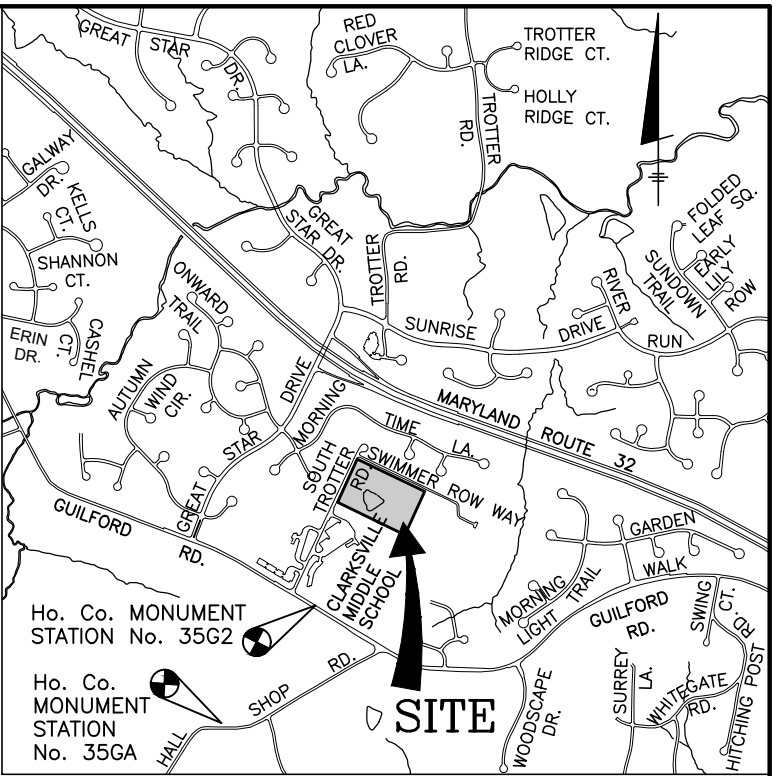 GREAT STAR DR.
RED
CLOVER
LA.
TROTTER
RIDGE CT.
HOLLY
RIDGE CT.
TROTTER
RD.
GALWAY
DR.
KELLS
CT.
SHANNON
CT.
ERIN
DR.
CASHEL
CT.
GREAT
STAR DR.
TROTTER
RD.
FOLDED
LEAF SQ.
EARLY
LILY
ROW
SUNDOWN
TRAIL
RIVER
RUN
SUNRISE DRIVE
ONWARD
TRAIL
AUTUMN
WIND
CIR.
GREAT STAR DRIVE
MORNING TIME LA.
MARYLAND ROUTE 32
SOUTH
TROTTER
RD.
SWIMMER ROW WAY
GUILFORD
RD.
CLARKSVILLE
MIDDLE
SCHOOL
GARDEN
WALK
MORNING
LIGHT TRAIL
GUILFORD
RD.
SWING
CT.
Ho. Co. MONUMENT
STATION No. 35G2
Ho. Co.
MONUMENT
STATION
No. 35GA
HALL SHOP RD.
SITE
WOODSCAPE
DR.
SURREY
LA.
WHITEGATE
RD.
HITCHING POST
RD.